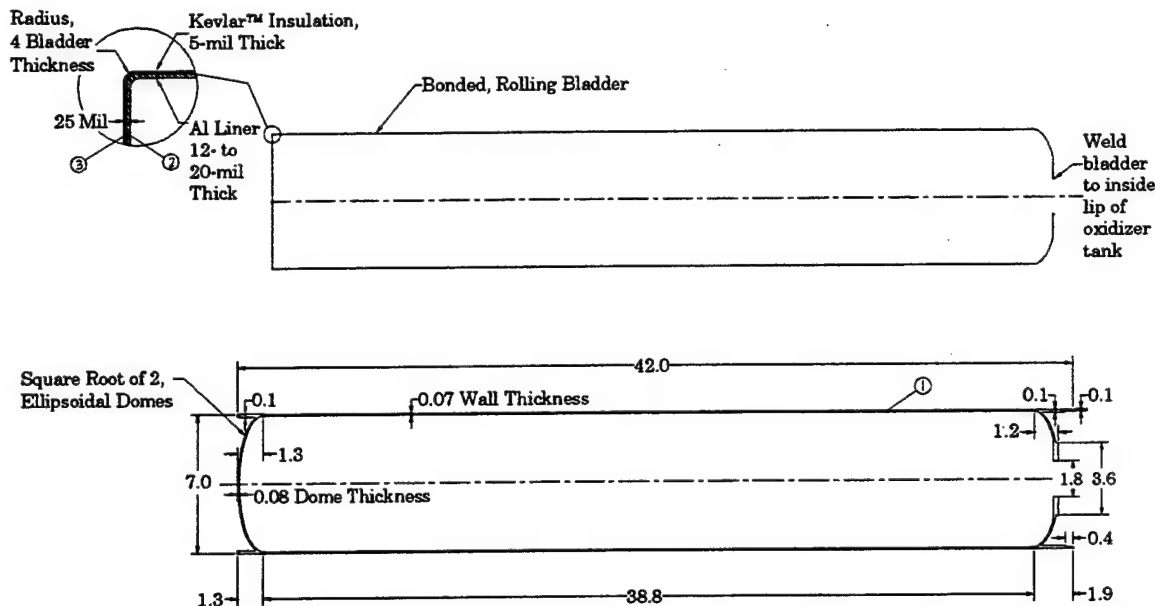 Radius,
4 Bladder
Thickness
Kevlar™ Insulation,
5-mil Thick
25 Mil
③
②
Al Liner
12- to
20-mil
Thick
Bonded, Rolling Bladder
Weld
bladder
to inside
lip of
oxidizer
tank
42.0
Square Root of 2,
Ellipsoidal Domes
0.1
0.07 Wall Thickness
①
0.1
0.1
1.3
1.2
7.0
0.08 Dome Thickness
1.8
3.6
0.4
1.3
38.8
1.9